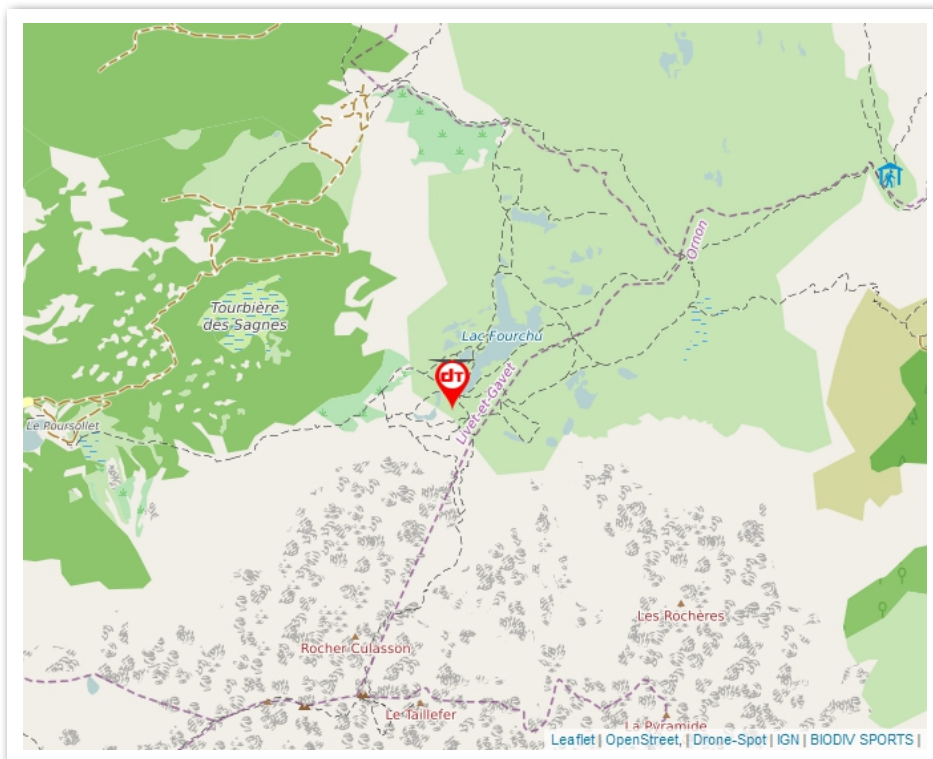 Ornon
Tourbière
des Sagnes
Lac Fourchu
dT
Livet-et-Gavet
Le Poursollet
Les Rochères
Rocher Culasson
Le Taillefer
La Pyramide
Leaflet | OpenStreet, | Drone-Spot | IGN | BIODIV SPORTS |